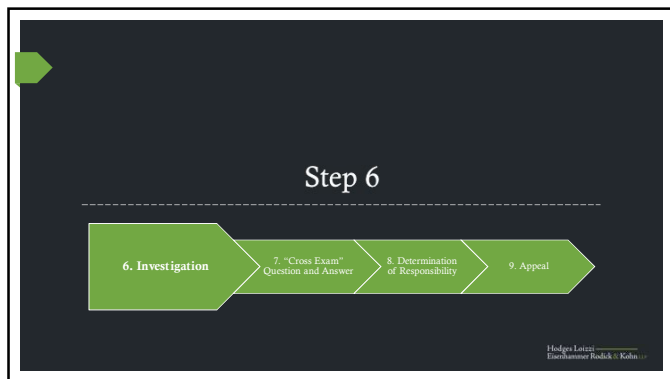 Step 6
6. Investigation
7. “Cross Exam”
Question and Answer
8. Determination
of Responsibility
9. Appeal
Hodges Loizzi
Eisenhammer Rodick & Kohn LLP